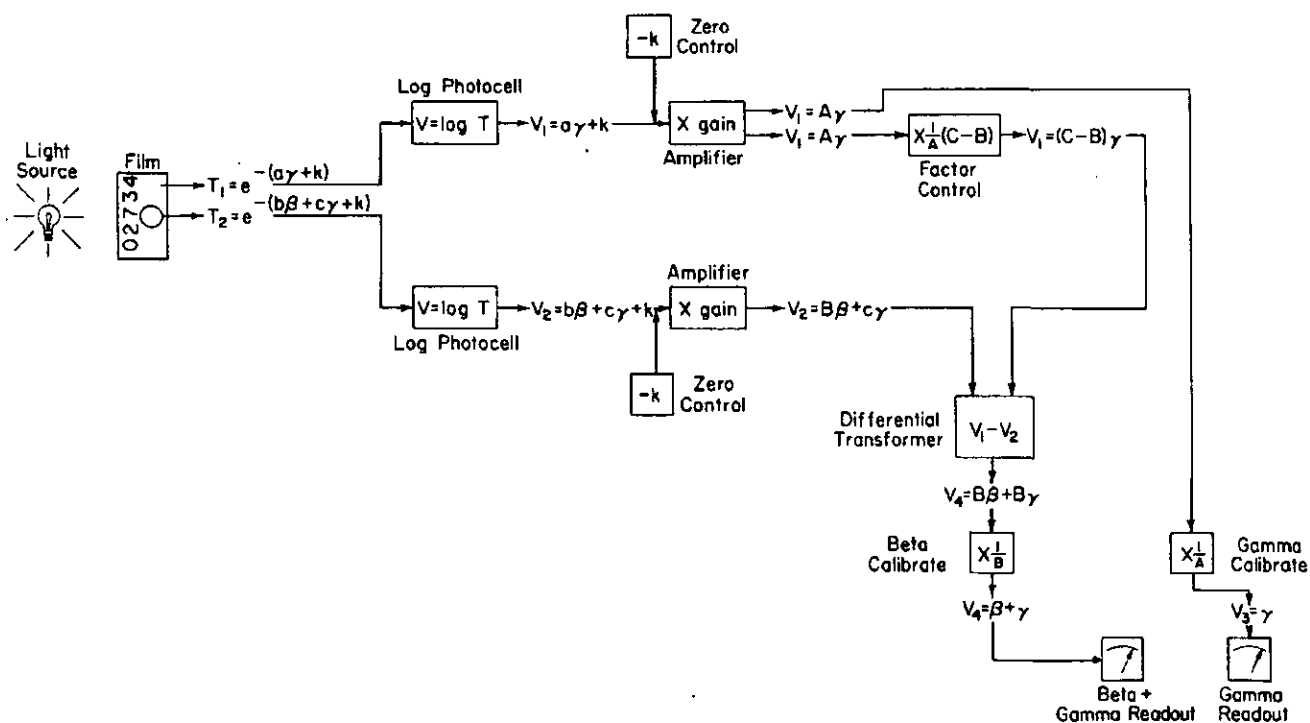 Light
Source
Film
02734
T₁=e^-(aγ+k)
T₂=e^-(bβ+cγ+k)
Log Photocell
V=log T
V₁=aγ+k
-k
Zero
Control
X gain
Amplifier
V₁=Aγ
V₁=Aγ
X 1/A (C-B)
Factor
Control
V₁=(C-B)γ
V=log T
Log Photocell
V₂=bβ+cγ+k
-k
Zero
Control
Amplifier
X gain
V₂=Bβ+cγ
Differential
Transformer
V₁-V₂
V₄=Bβ+Bγ
Beta
Calibrate
X 1/B
V₄=β+γ
Beta +
Gamma Readout
X 1/A
Gamma
Calibrate
V₃=γ
Gamma
Readout